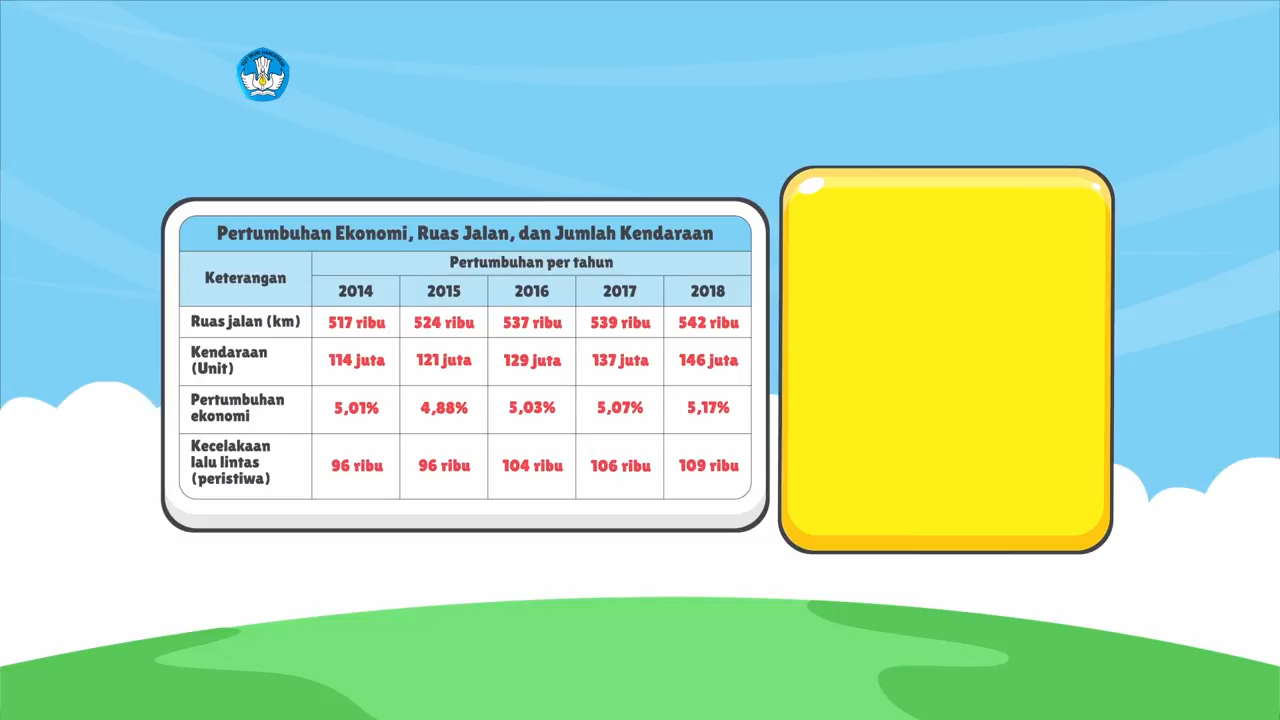 TUT WURI HANDAYANI
Pertumbuhan Ekonomi, Ruas Jalan, dan Jumlah Kendaraan
Keterangan
Pertumbuhan per tahun
2014 2015 2016 2017 2018
Ruas jalan (km) 517 ribu 524 ribu 537 ribu 539 ribu 542 ribu
Kendaraan
(Unit) 114 juta 121 juta 129 juta 137 juta 146 juta
Pertumbuhan
ekonomi 5,01% 4,88% 5,03% 5,07% 5,17%
Kecelakaan
lalu lintas 96 ribu 96 ribu 104 ribu 106 ribu 109 ribu
(peristiwa)